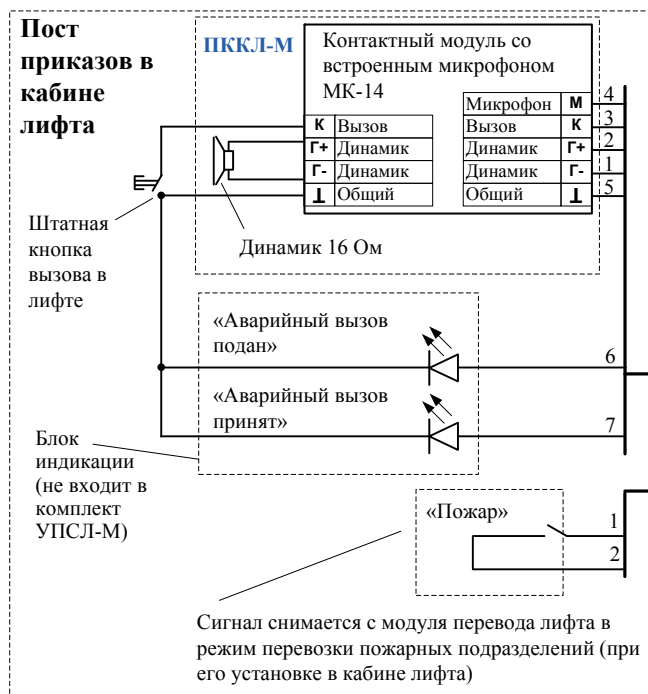 Пост
приказов в
кабине
лифта
ПККЛ-М
Контактный модуль со
встроенным микрофоном
МК-14
Микрофон М 4
К Вызов Вызов К 3
Г+ Динамик Динамик Г+ 2
Г- Динамик Динамик Г- 1
⊥ Общий Общий ⊥ 5
Штатная
кнопка
вызова в
лифте
Динамик 16 Ом
«Аварийный вызов
подан»
6
«Аварийный вызов
принят»
7
Блок
индикации
(не входит в
комплект
УПСЛ-М)
«Пожар»
1
2
Сигнал снимается с модуля перевода лифта в
режим перевозки пожарных подразделений (при
его установке в кабине лифта)